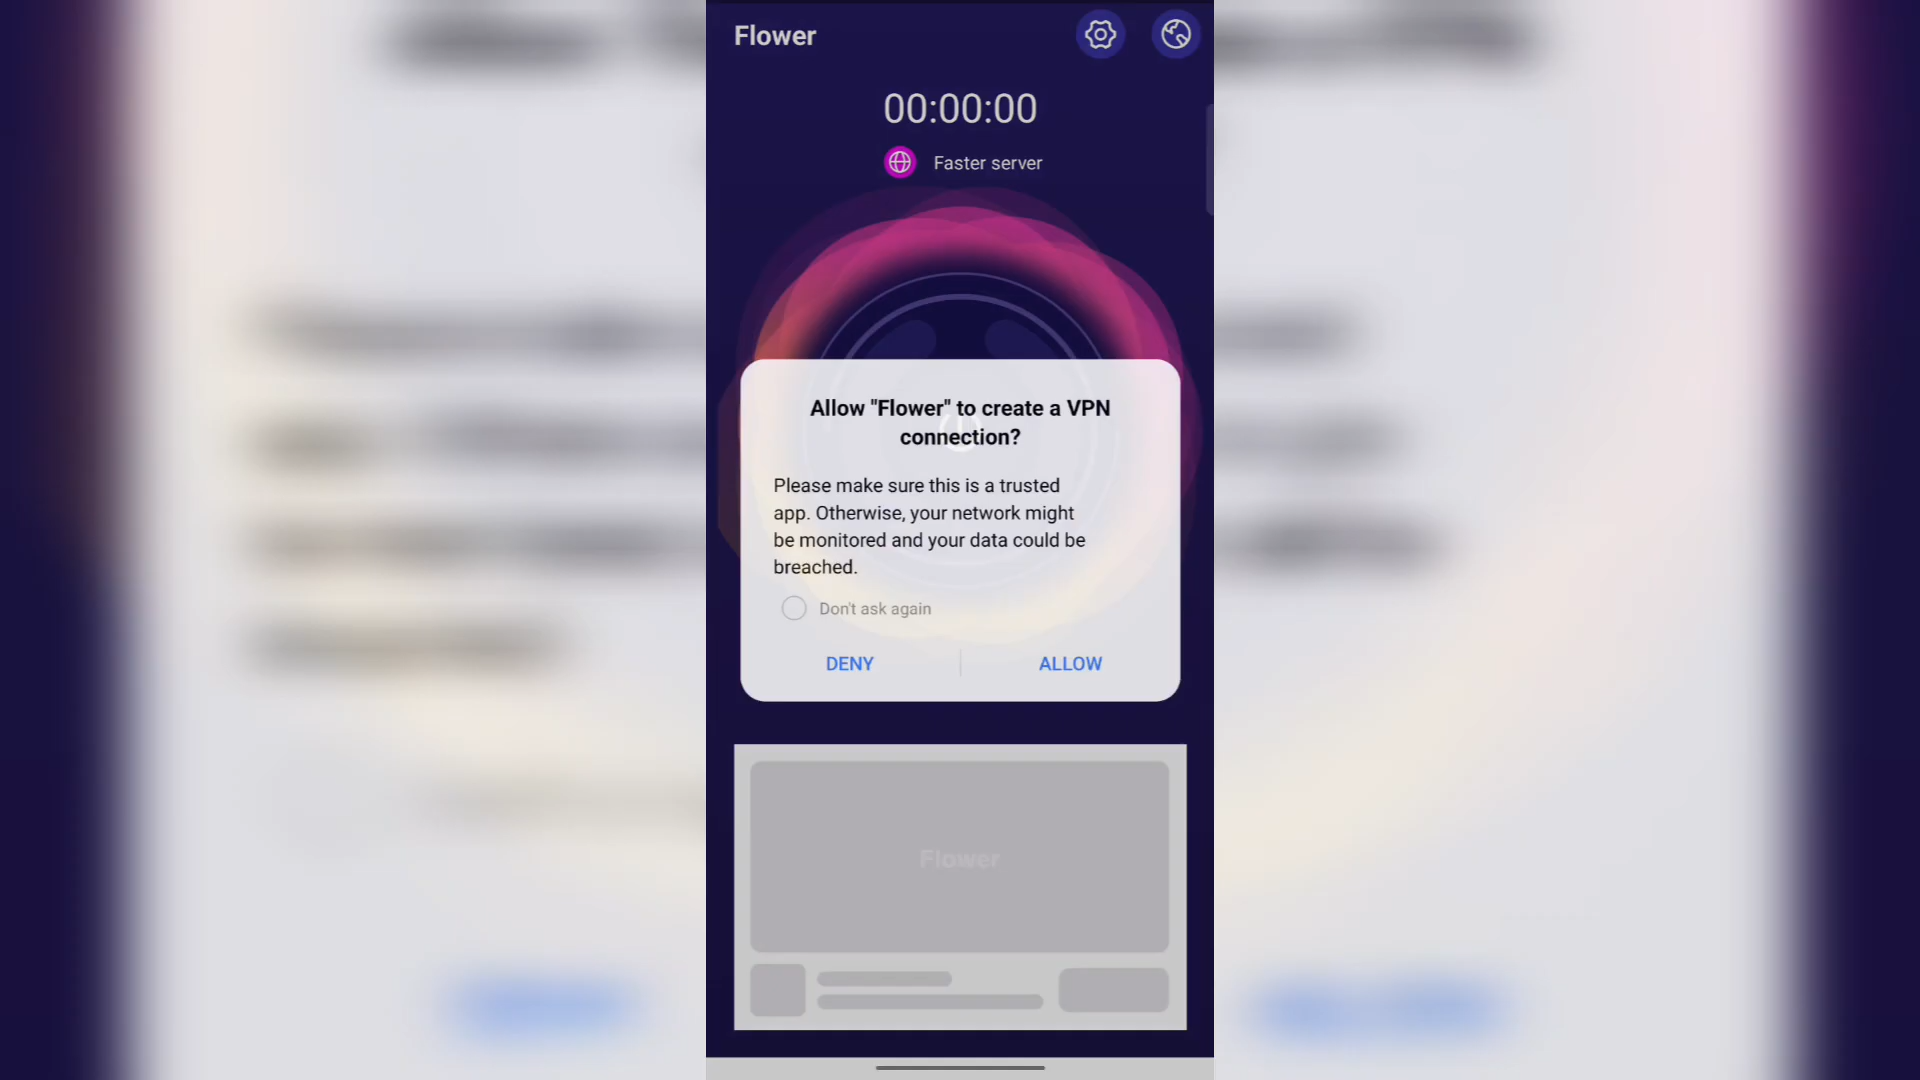 Flower
00:00:00
Faster server
Allow "Flower" to create a VPN
connection?
Please make sure this is a trusted
app. Otherwise, your network might
be monitored and your data could be
breached.
Don't ask again
DENY
ALLOW
Flower